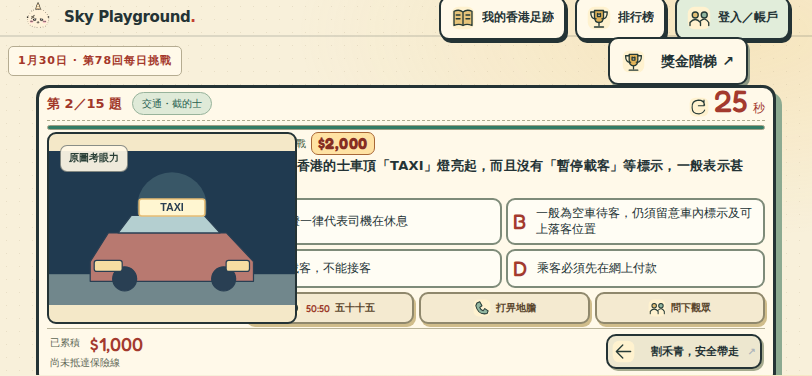 Sky Playground.
我的香港足跡
排行榜
登入／帳戶
獎金階梯 ↗
1月30日 · 第78回每日挑戰
第 2／15 題
交通・截的士
25 秒
原圖考眼力
TAXI
戰 $2,000
香港的士車頂「TAXI」燈亮起，而且沒有「暫停載客」等標示，一般表示甚
一律代表司機在休息
B 一般為空車待客，仍須留意車內標示及可
上落客位置
客，不能接客
D 乘客必須先在網上付款
50:50 五十十五
打畀地膽
問下觀眾
已累積 $1,000
尚未抵達保險線
割禾青，安全帶走 ↗